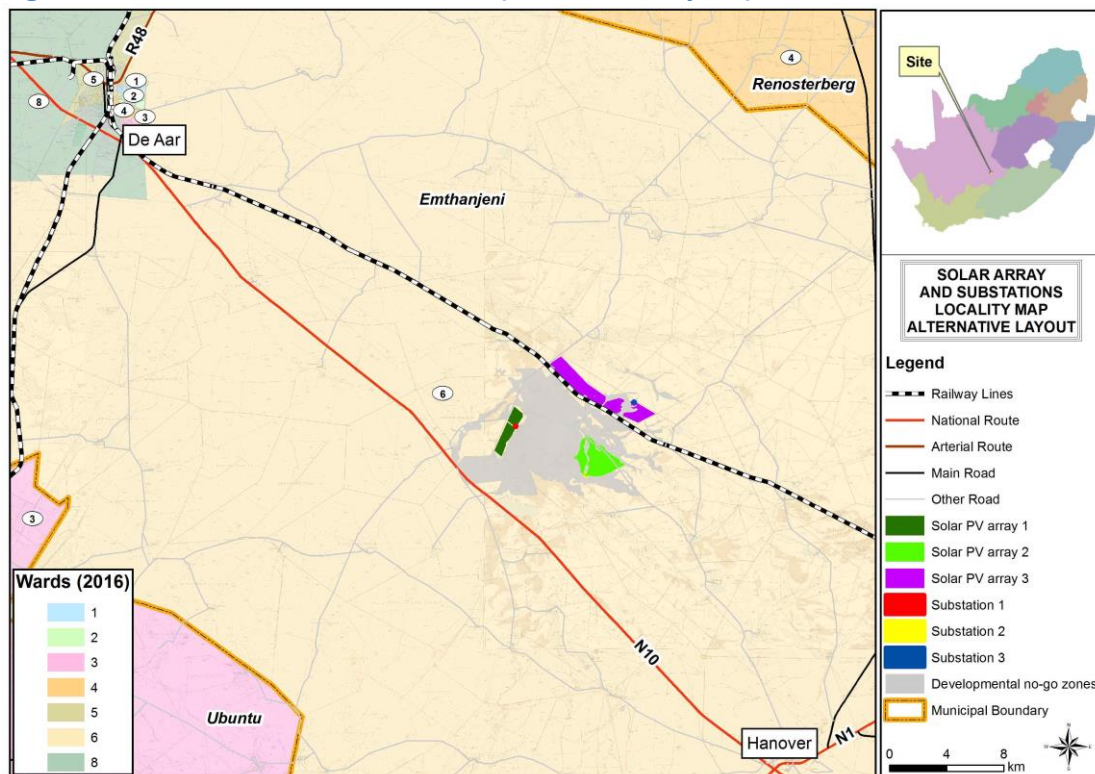 R48
5
1
2
8
4
3
De Aar
4
Renosterberg
Emthanjeni
6
3
N10
Ubuntu
Hanover
N1
Wards (2016)
1
2
3
4
5
6
8
Site
SOLAR ARRAY
AND SUBSTATIONS
LOCALITY MAP
ALTERNATIVE LAYOUT
Legend
Railway Lines
National Route
Arterial Route
Main Road
Other Road
Solar PV array 1
Solar PV array 2
Solar PV array 3
Substation 1
Substation 2
Substation 3
Developmental no-go zones
Municipal Boundary
0 4 8
km